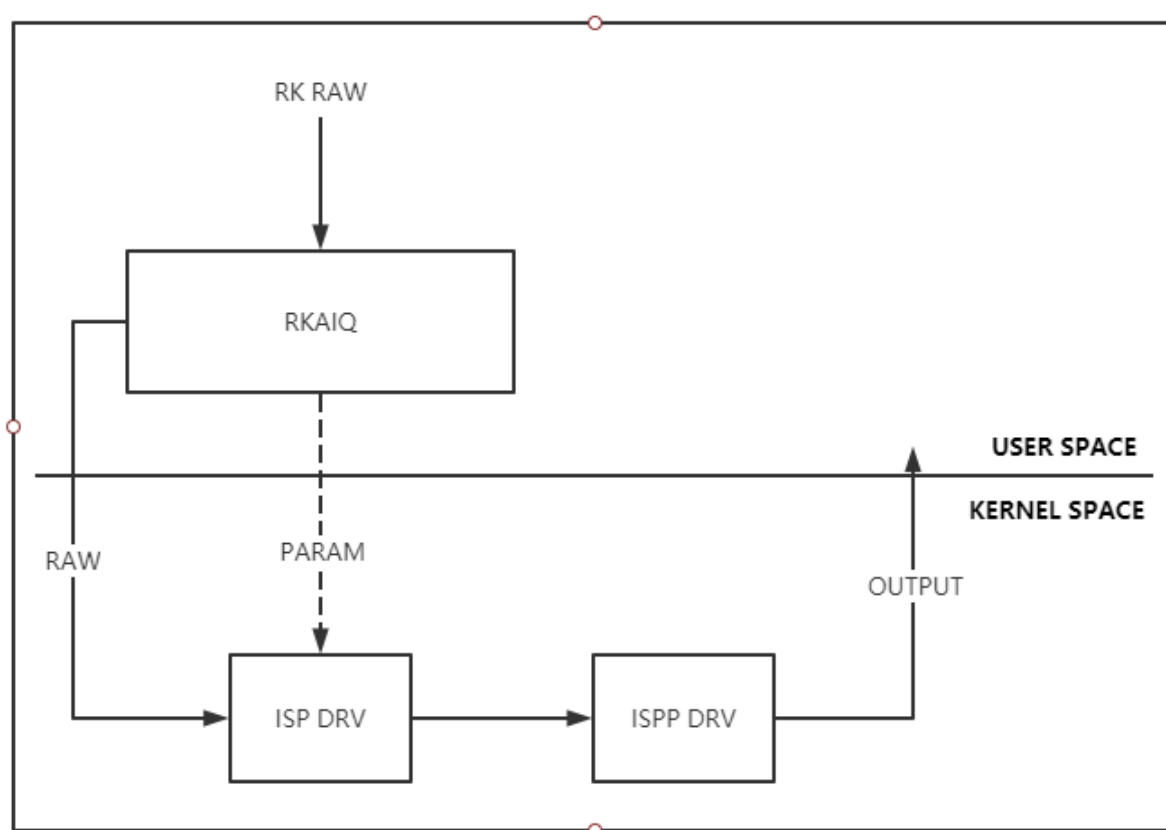 RK RAW
RKAIQ
USER SPACE
KERNEL SPACE
RAW
PARAM
OUTPUT
ISP DRV
ISPP DRV